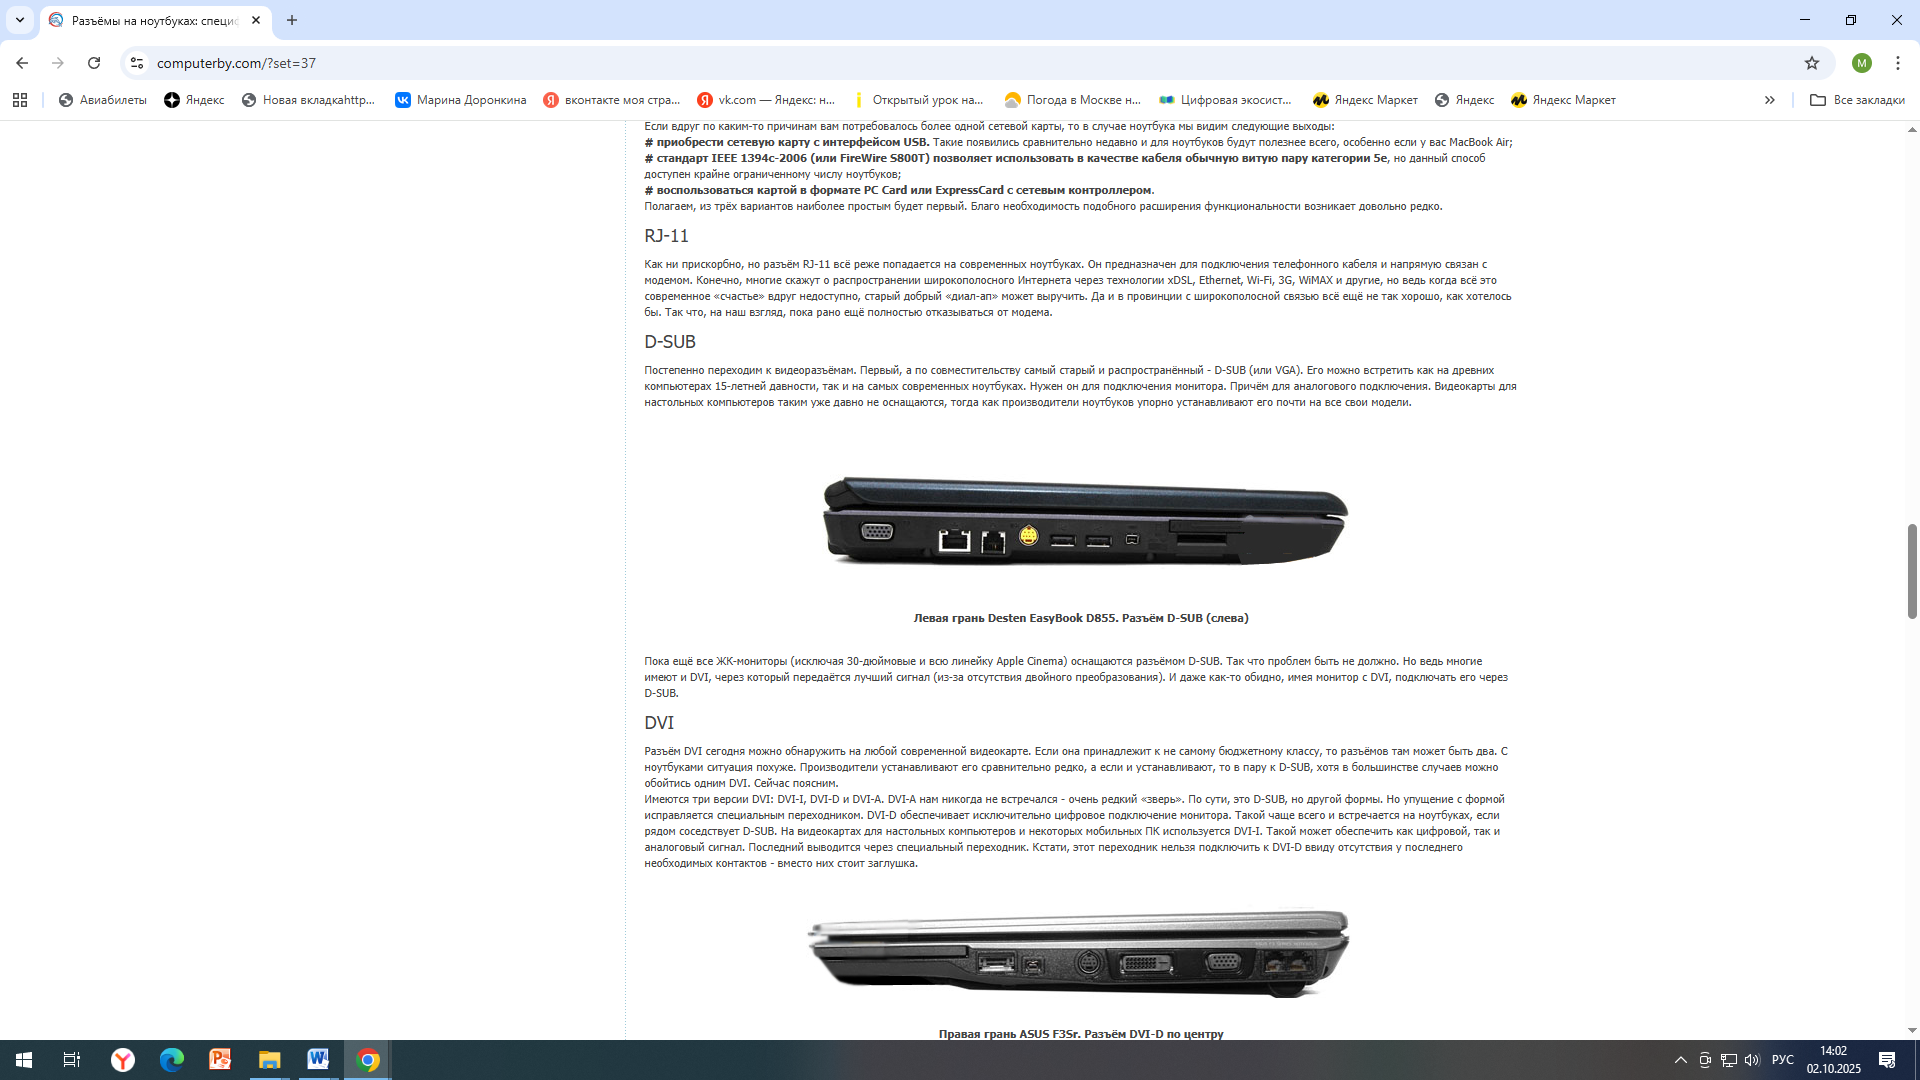 Разъёмы на ноутбуках: специс
computerby.com/?set=37
М
Авиабилеты
Яндекс
Новая вкладкаhttp...
Марина Доронкина
вконтакте моя стра...
vk.com — Яндекс: н...
Открытый урок на...
Погода в Москве н...
Цифровая экосист...
Яндекс Маркет
Яндекс
Яндекс Маркет
Все закладки
Если вдруг по каким-то причинам вам потребовалось более одной сетевой карты, то в случае ноутбука мы видим следующие выходы:
# приобрести сетевую карту с интерфейсом USB. Такие появились сравнительно недавно и для ноутбуков будут полезнее всего, особенно если у вас MacBook Air;
# стандарт IEEE 1394c-2006 (или FireWire S800T) позволяет использовать в качестве кабеля обычную витую пару категории 5e, но данный способ
доступен крайне ограниченному числу ноутбуков;
# воспользоваться картой в формате PC Card или ExpressCard с сетевым контроллером.
Полагаем, из трёх вариантов наиболее простым будет первый. Благо необходимость подобного расширения функциональности возникает довольно редко.
RJ-11
Как ни прискорбно, но разъём RJ-11 всё реже попадается на современных ноутбуках. Он предназначен для подключения телефонного кабеля и напрямую связан с
модемом. Конечно, многие скажут о распространении широкополосного Интернета через технологии xDSL, Ethernet, Wi-Fi, 3G, WiMAX и другие, но ведь когда всё это
современное «счастье» вдруг недоступно, старый добрый «диал-ап» может выручить. Да и в провинции с широкополосной связью всё ещё не так хорошо, как хотелось
бы. Так что, на наш взгляд, пока рано ещё полностью отказываться от модема.
D-SUB
Постепенно переходим к видеоразъёмам. Первый, а по совместительству самый старый и распространённый - D-SUB (или VGA). Его можно встретить как на древних
компьютерах 15-летней давности, так и на самых современных ноутбуках. Нужен он для подключения монитора. Причём для аналогового подключения. Видеокарты для
настольных компьютеров таким уже давно не оснащаются, тогда как производители ноутбуков упорно устанавливают его почти на все свои модели.
Левая грань Desten EasyBook D855. Разъём D-SUB (слева)
Пока ещё все ЖК-мониторы (исключая 30-дюймовые и всю линейку Apple Cinema) оснащаются разъёмом D-SUB. Так что проблем быть не должно. Но ведь многие
имеют и DVI, через который передаётся лучший сигнал (из-за отсутствия двойного преобразования). И даже как-то обидно, имея монитор с DVI, подключать его через
D-SUB.
DVI
Разъём DVI сегодня можно обнаружить на любой современной видеокарте. Если она принадлежит к не самому бюджетному классу, то разъёмов там может быть два. С
ноутбуками ситуация похуже. Производители устанавливают его сравнительно редко, а если и устанавливают, то в пару к D-SUB, хотя в большинстве случаев можно
обойтись одним DVI. Сейчас поясним.
Имеются три версии DVI: DVI-I, DVI-D и DVI-A. DVI-A нам никогда не встречался - очень редкий «зверь». По сути, это D-SUB, но другой формы. Но упущение с формой
исправляется специальным переходником. DVI-D обеспечивает исключительно цифровое подключение монитора. Такой чаще всего и встречается на ноутбуках, если
рядом соседствует D-SUB. На видеокартах для настольных компьютеров и некоторых мобильных ПК используется DVI-I. Такой может обеспечить как цифровой, так и
аналоговый сигнал. Последний выводится через специальный переходник. Кстати, этот переходник нельзя подключить к DVI-D ввиду отсутствия у последнего
необходимых контактов - вместо них стоит заглушка.
Правая грань ASUS F3Sr. Разъём DVI-D по центру
РУС
14:02
02.10.2025